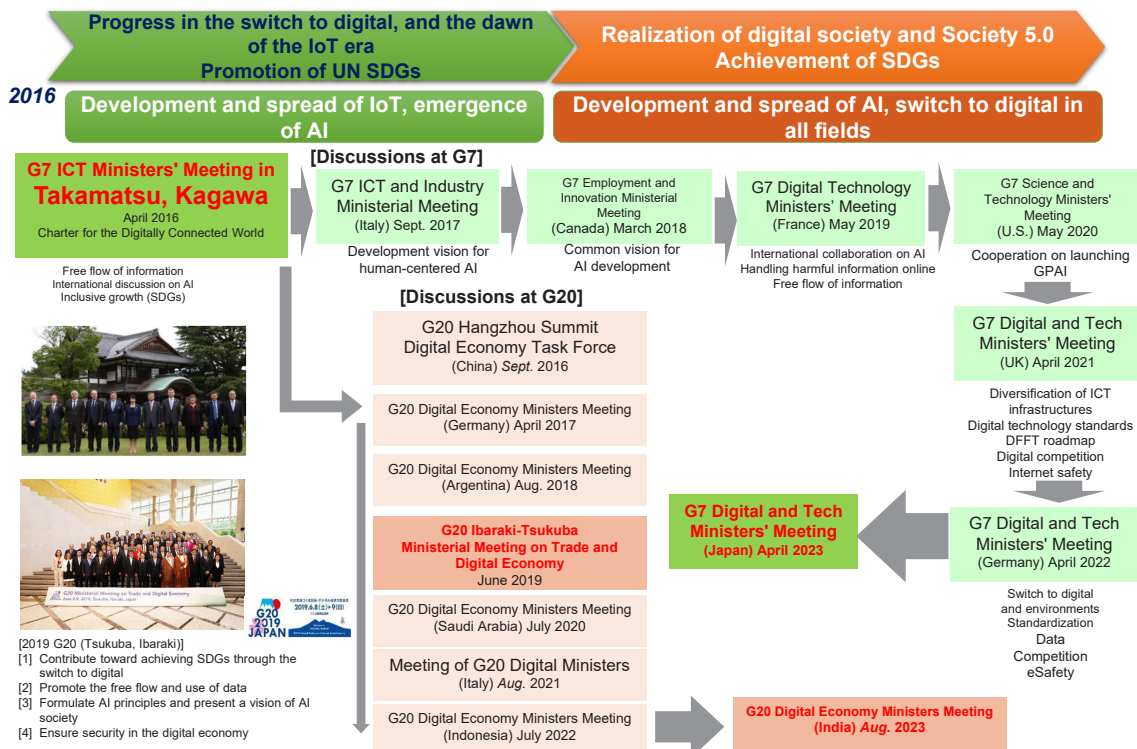 Progress in the switch to digital, and the dawn
of the IoT era
Promotion of UN SDGs
Realization of digital society and Society 5.0
Achievement of SDGs
2016
Development and spread of IoT, emergence
of AI
Development and spread of AI, switch to digital in
all fields
G7 ICT Ministers' Meeting in
Takamatsu, Kagawa
April 2016
Charter for the Digitally Connected World
Free flow of information
International discussion on AI
Inclusive growth (SDGs)
[Discussions at G7]
G7 ICT and Industry
Ministerial Meeting
(Italy) Sept. 2017
Development vision for
human-centered AI
G7 Employment and
Innovation Ministerial
Meeting
(Canada) March 2018
Common vision for
AI development
G7 Digital Technology
Ministers' Meeting
(France) May 2019
International collaboration on AI
Handling harmful information online
Free flow of information
G7 Science and
Technology Ministers'
Meeting
(U.S.) May 2020
Cooperation on launching
GPAI
G7 Digital and Tech
Ministers' Meeting
(UK) April 2021
Diversification of ICT
infrastructures
Digital technology standards
DFFT roadmap
Digital competition
Internet safety
G7 Digital and Tech
Ministers' Meeting
(Germany) April 2022
Switch to digital
and environments
Standardization
Data
Competition
eSafety
G7 Digital and Tech
Ministers' Meeting
(Japan) April 2023
[Discussions at G20]
G20 Hangzhou Summit
Digital Economy Task Force
(China) Sept. 2016
G20 Digital Economy Ministers Meeting
(Germany) April 2017
G20 Digital Economy Ministers Meeting
(Argentina) Aug. 2018
G20 Ibaraki-Tsukuba
Ministerial Meeting on Trade and
Digital Economy
June 2019
G20 Digital Economy Ministers Meeting
(Saudi Arabia) July 2020
Meeting of G20 Digital Ministers
(Italy) Aug. 2021
G20 Digital Economy Ministers Meeting
(Indonesia) July 2022
G20 Digital Economy Ministers Meeting
(India) Aug. 2023
G20 Ministerial Meeting on Trade and Digital Economy
G20
2019
JAPAN
2019.6.8(土)•9(日)
[2019 G20 (Tsukuba, Ibaraki)]
[1] Contribute toward achieving SDGs through the
switch to digital
[2] Promote the free flow and use of data
[3] Formulate AI principles and present a vision of AI
society
[4] Ensure security in the digital economy